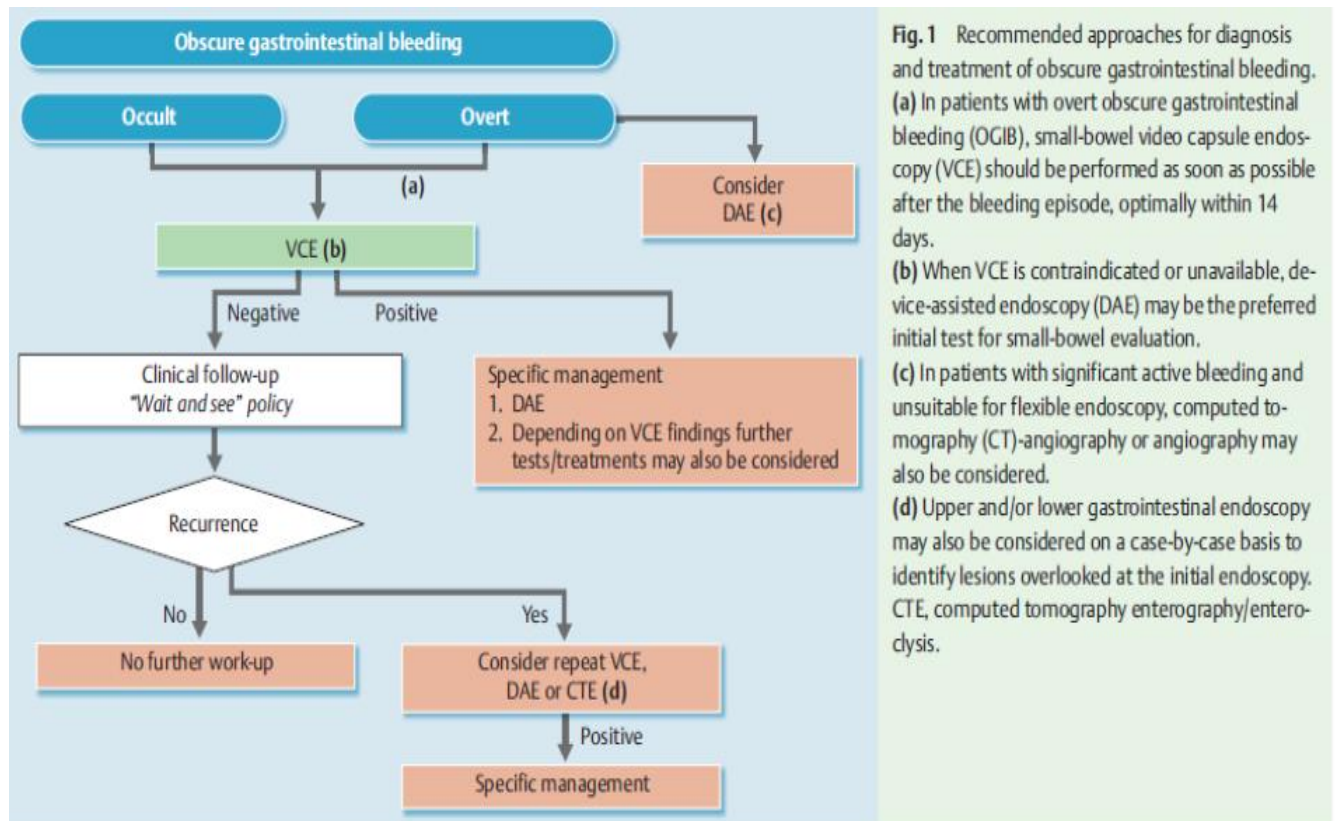 Obscure gastrointestinal bleeding
Occult
Overt
(a)
Consider
DAE (c)
VCE (b)
Negative
Positive
Clinical follow-up
"Wait and see" policy
Specific management
1. DAE
2. Depending on VCE findings further
tests/treatments may also be considered
Recurrence
No
Yes
No further work-up
Consider repeat VCE,
DAE or CTE (d)
Positive
Specific management
Fig. 1 Recommended approaches for diagnosis
and treatment of obscure gastrointestinal bleeding.
(a) In patients with overt obscure gastrointestinal
bleeding (OGIB), small-bowel video capsule endos-
copy (VCE) should be performed as soon as possible
after the bleeding episode, optimally within 14
days.
(b) When VCE is contraindicated or unavailable, de-
vice-assisted endoscopy (DAE) may be the preferred
initial test for small-bowel evaluation.
(c) In patients with significant active bleeding and
unsuitable for flexible endoscopy, computed to-
mography (CT)-angiography or angiography may
also be considered.
(d) Upper and/or lower gastrointestinal endoscopy
may also be considered on a case-by-case basis to
identify lesions overlooked at the initial endoscopy.
CTE, computed tomography enterography/entero-
clysis.